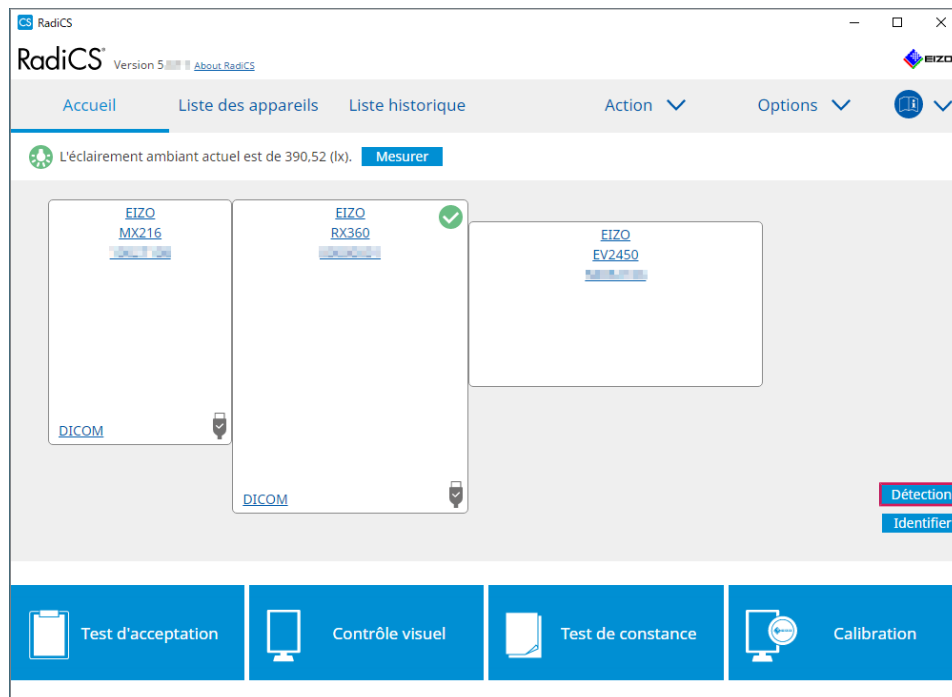 CS RadiCS
RadiCS Version 5. About RadiCS EIZO
Accueil Liste des appareils Liste historique Action Options
L'éclairement ambiant actuel est de 390,52 (lx). Mesurer
EIZO
MX216
DICOM
EIZO
RX360
DICOM
EIZO
EV2450
Détection
Identifier
Test d'acceptation Contrôle visuel Test de constance Calibration